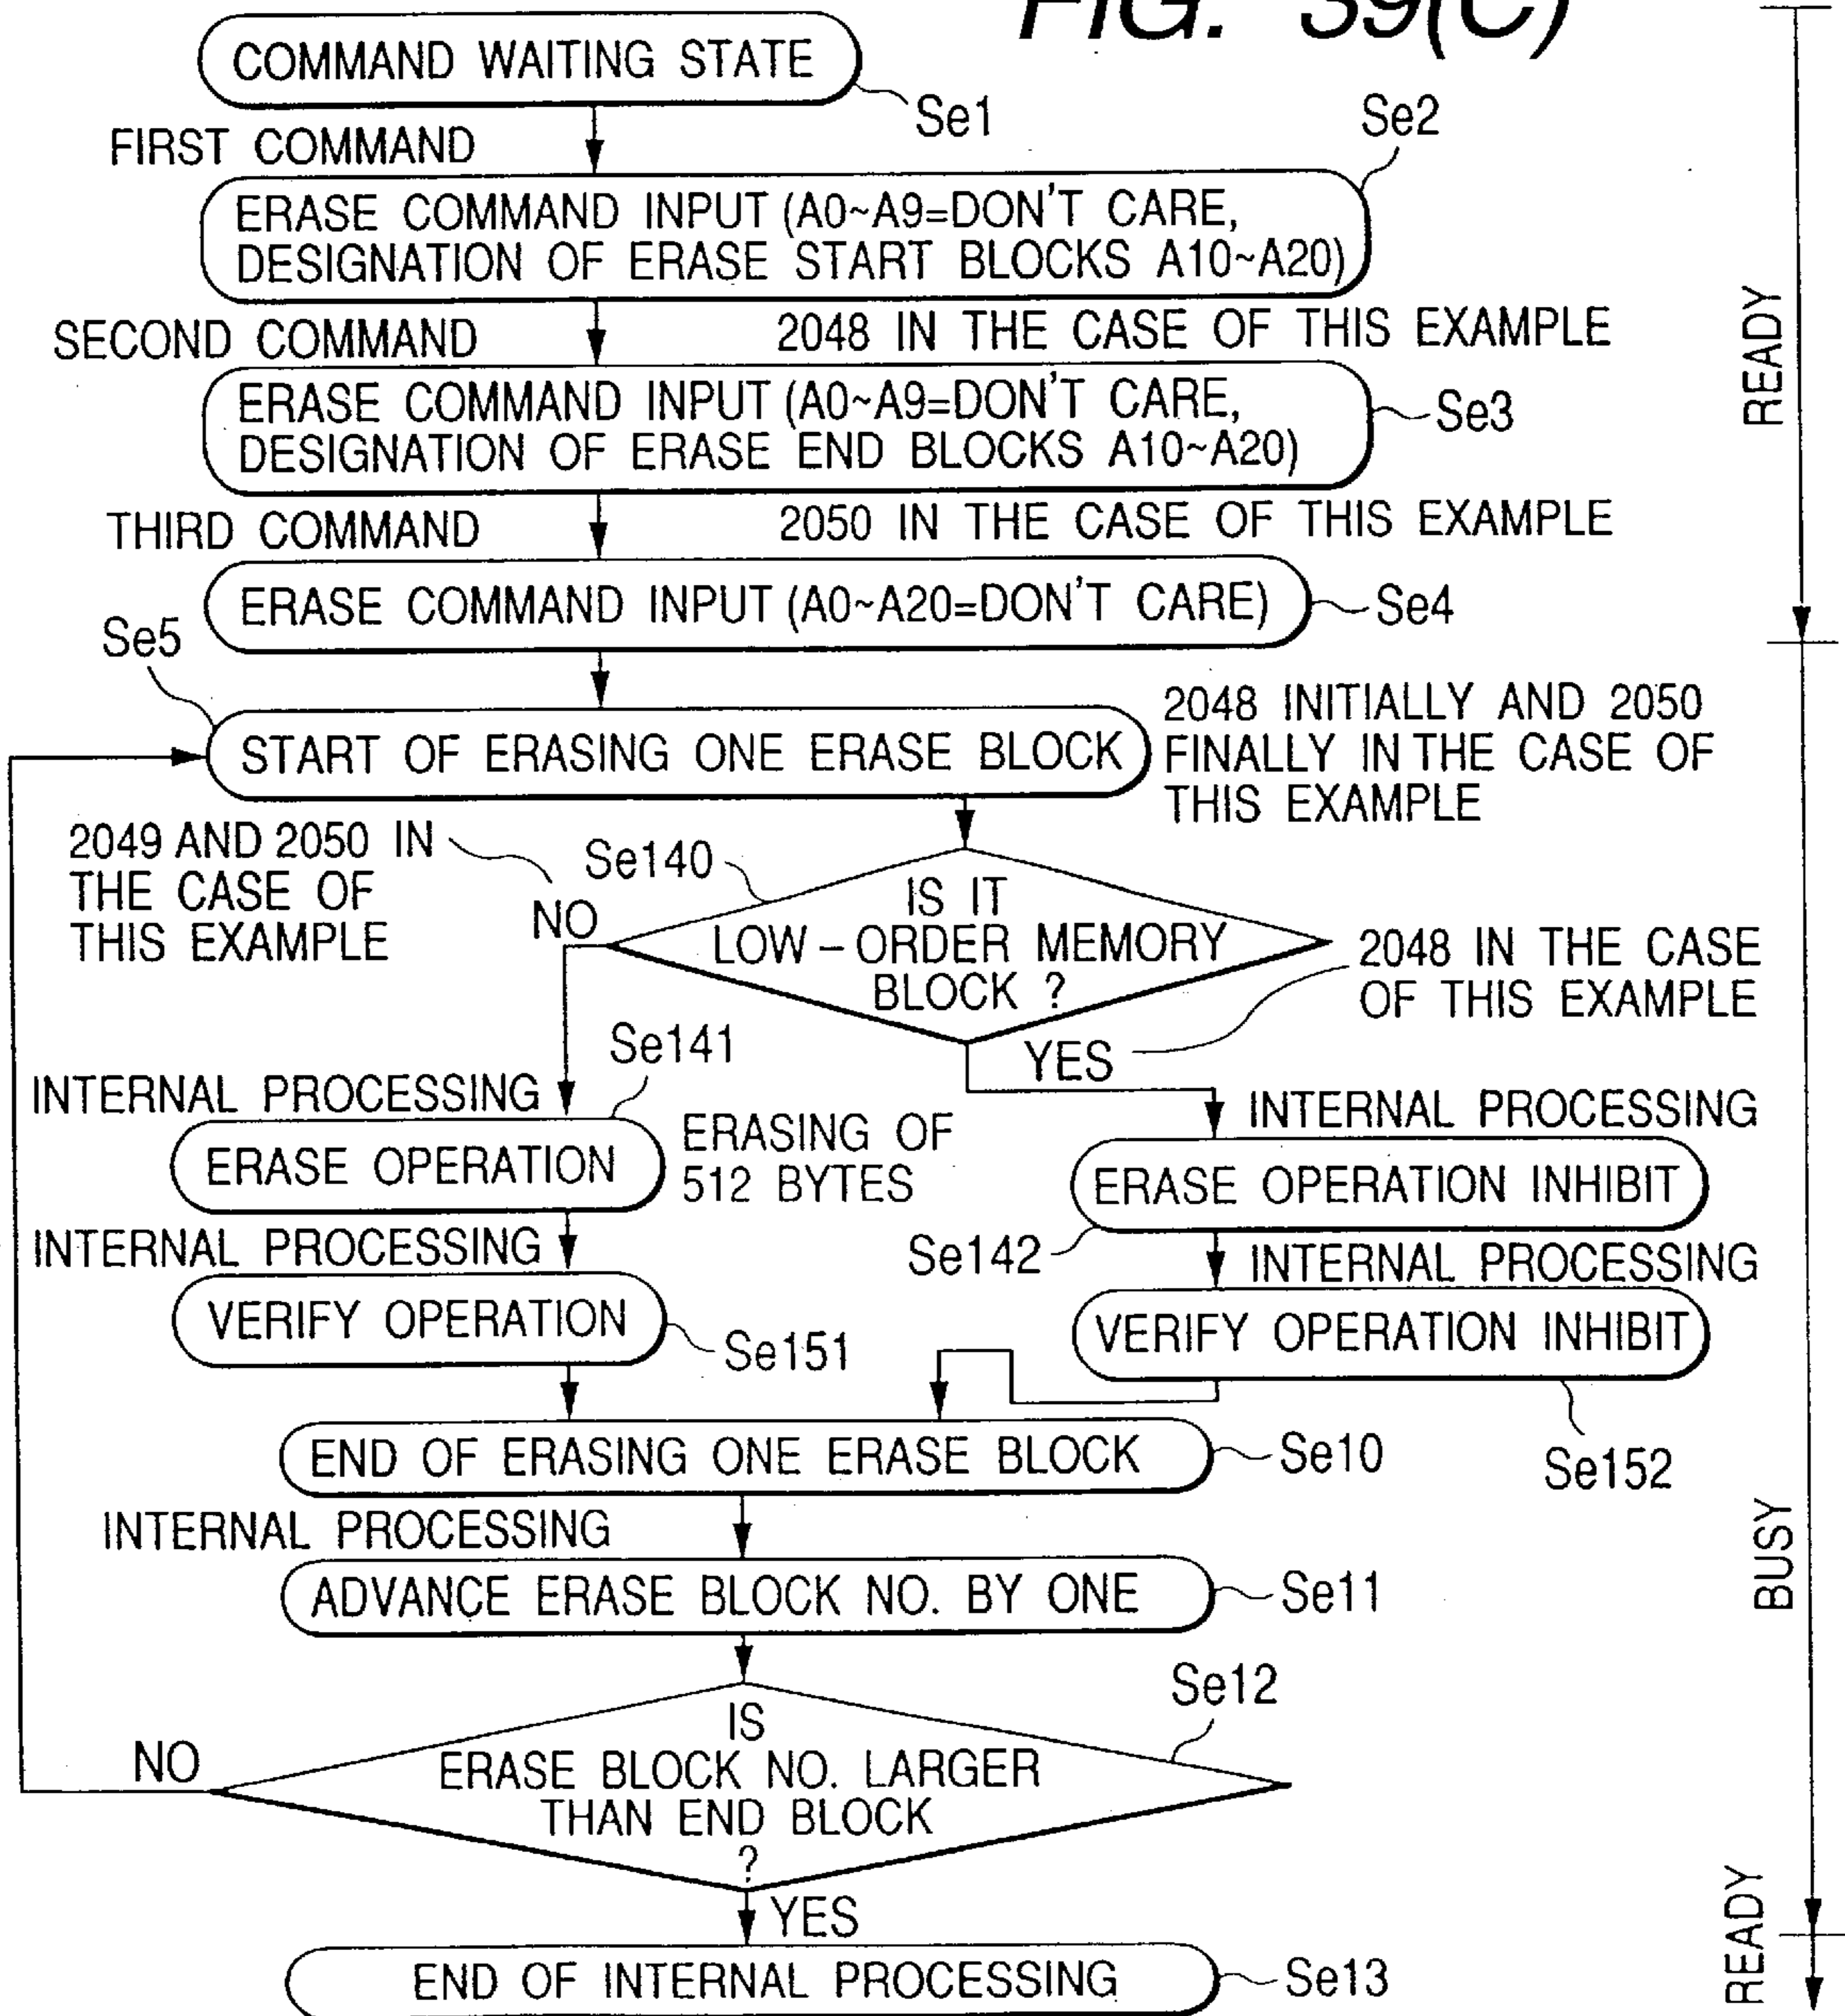 FIG. 39(C)
COMMAND WAITING STATE
Se1
FIRST COMMAND
Se2
ERASE COMMAND INPUT (A0~A9=DON'T CARE,
DESIGNATION OF ERASE START BLOCKS A10~A20)
SECOND COMMAND
2048 IN THE CASE OF THIS EXAMPLE
ERASE COMMAND INPUT (A0~A9=DON'T CARE,
DESIGNATION OF ERASE END BLOCKS A10~A20)
Se3
READY
THIRD COMMAND
2050 IN THE CASE OF THIS EXAMPLE
ERASE COMMAND INPUT (A0~A20=DON'T CARE)
Se4
Se5
START OF ERASING ONE ERASE BLOCK
2048 INITIALLY AND 2050
FINALLY IN THE CASE OF
THIS EXAMPLE
2049 AND 2050 IN
THE CASE OF
THIS EXAMPLE
Se140
NO
IS IT
LOW-ORDER MEMORY
BLOCK ?
2048 IN THE CASE
OF THIS EXAMPLE
YES
Se141
INTERNAL PROCESSING
ERASE OPERATION
ERASING OF
512 BYTES
INTERNAL PROCESSING
ERASE OPERATION INHIBIT
Se142
INTERNAL PROCESSING
VERIFY OPERATION
Se151
INTERNAL PROCESSING
VERIFY OPERATION INHIBIT
Se152
END OF ERASING ONE ERASE BLOCK
Se10
INTERNAL PROCESSING
ADVANCE ERASE BLOCK NO. BY ONE
Se11
BUSY
Se12
IS
ERASE BLOCK NO. LARGER
THAN END BLOCK
?
NO
YES
END OF INTERNAL PROCESSING
Se13
READY